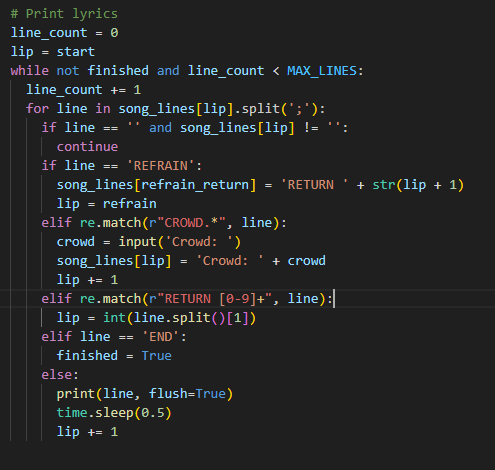 # Print lyrics
line_count = 0
lip = start
while not finished and line_count < MAX_LINES:
  line_count += 1
  for line in song_lines[lip].split(';'):
    if line == '' and song_lines[lip] != '':
      continue
    if line == 'REFRAIN':
      song_lines[refrain_return] = 'RETURN ' + str(lip + 1)
      lip = refrain
    elif re.match(r"CROWD.*", line):
      crowd = input('Crowd: ')
      song_lines[lip] = 'Crowd: ' + crowd
      lip += 1
    elif re.match(r"RETURN [0-9]+", line):
      lip = int(line.split()[1])
    elif line == 'END':
      finished = True
    else:
      print(line, flush=True)
      time.sleep(0.5)
      lip += 1